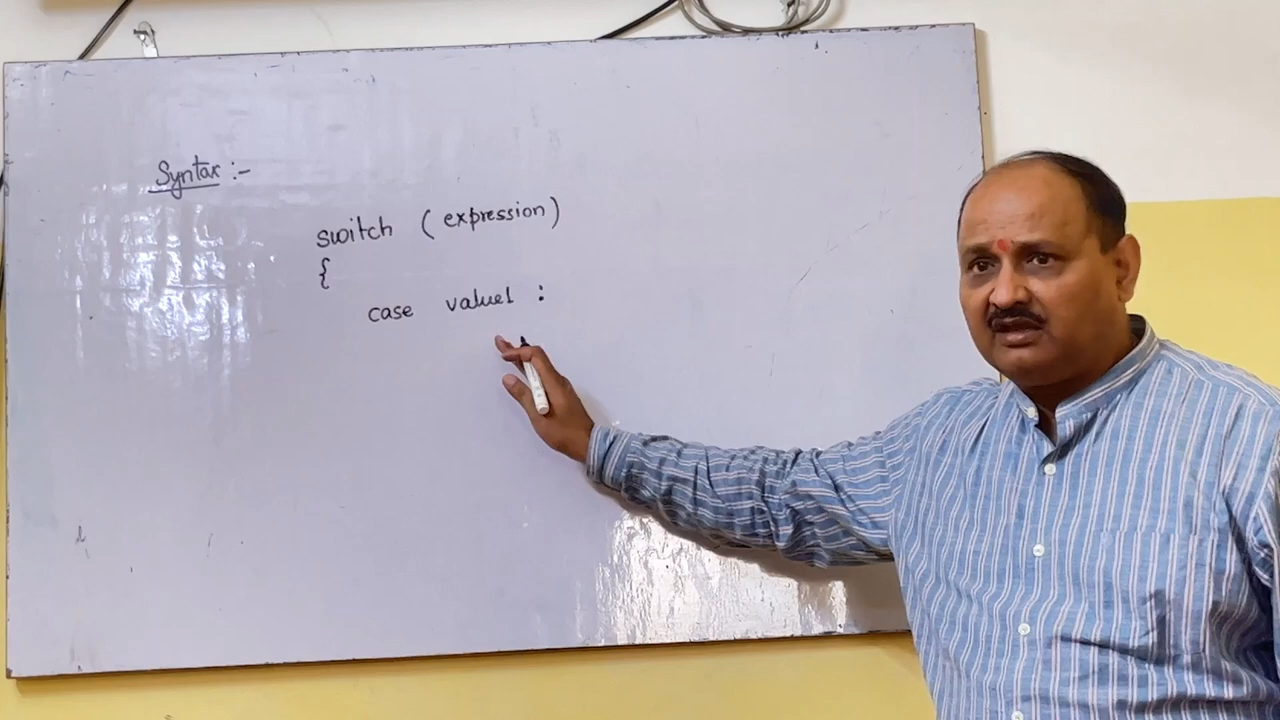 Syntax :-
switch ( expression )
{
case value1 :